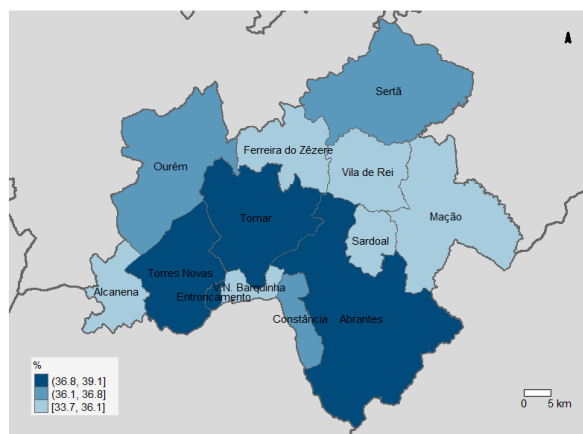 Sertã
Ferreira do Zêzere
Ourém
Vila de Rei
Tomar
Mação
Sardoal
Torres Novas
Alcanena
V.N. Barquinha
Entroncamento
Constância
Abrantes
%
(36.8, 39.1]
(36.1, 36.8]
[33.7, 36.1]
5 km